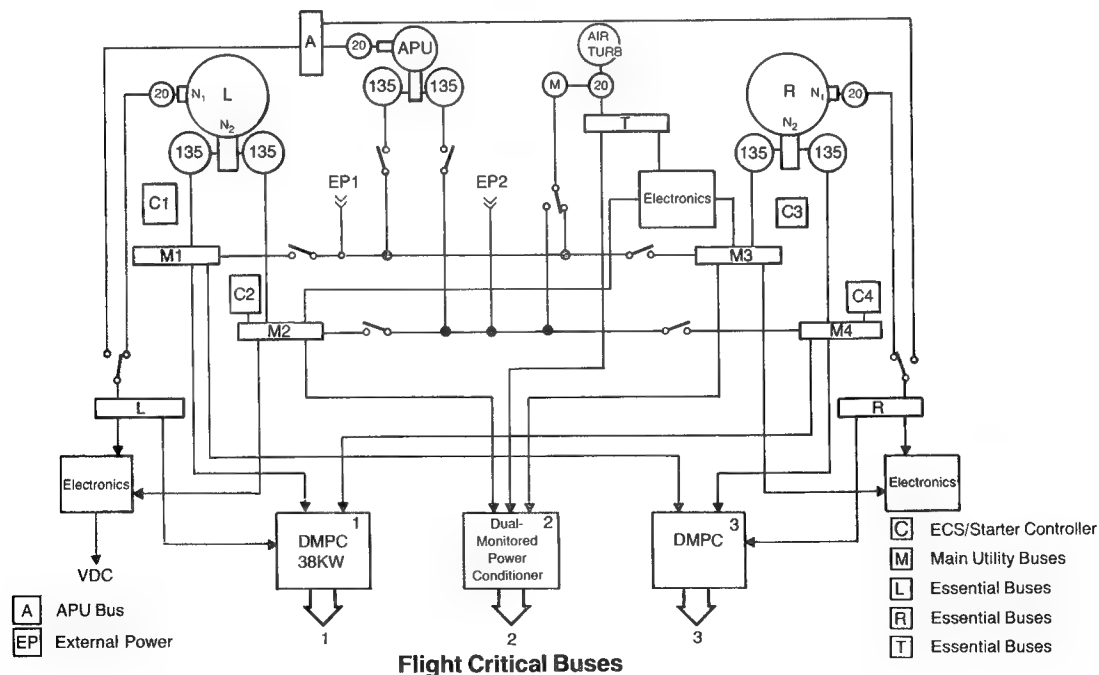 A
20
APU
AIR
TURB
135
135
M
20
20
N₁
L
N₂
R
N₁
20
N₂
T
135
135
135
135
C1
EP1
EP2
Electronics
C3
M1
M3
C2
C4
M2
M4
L
R
Electronics
Electronics
1
DMPC
38KW
2
Dual-
Monitored
Power
Conditioner
3
DMPC
VDC
A APU Bus
EP External Power
1
2
3
Flight Critical Buses
C ECS/Starter Controller
M Main Utility Buses
L Essential Buses
R Essential Buses
T Essential Buses